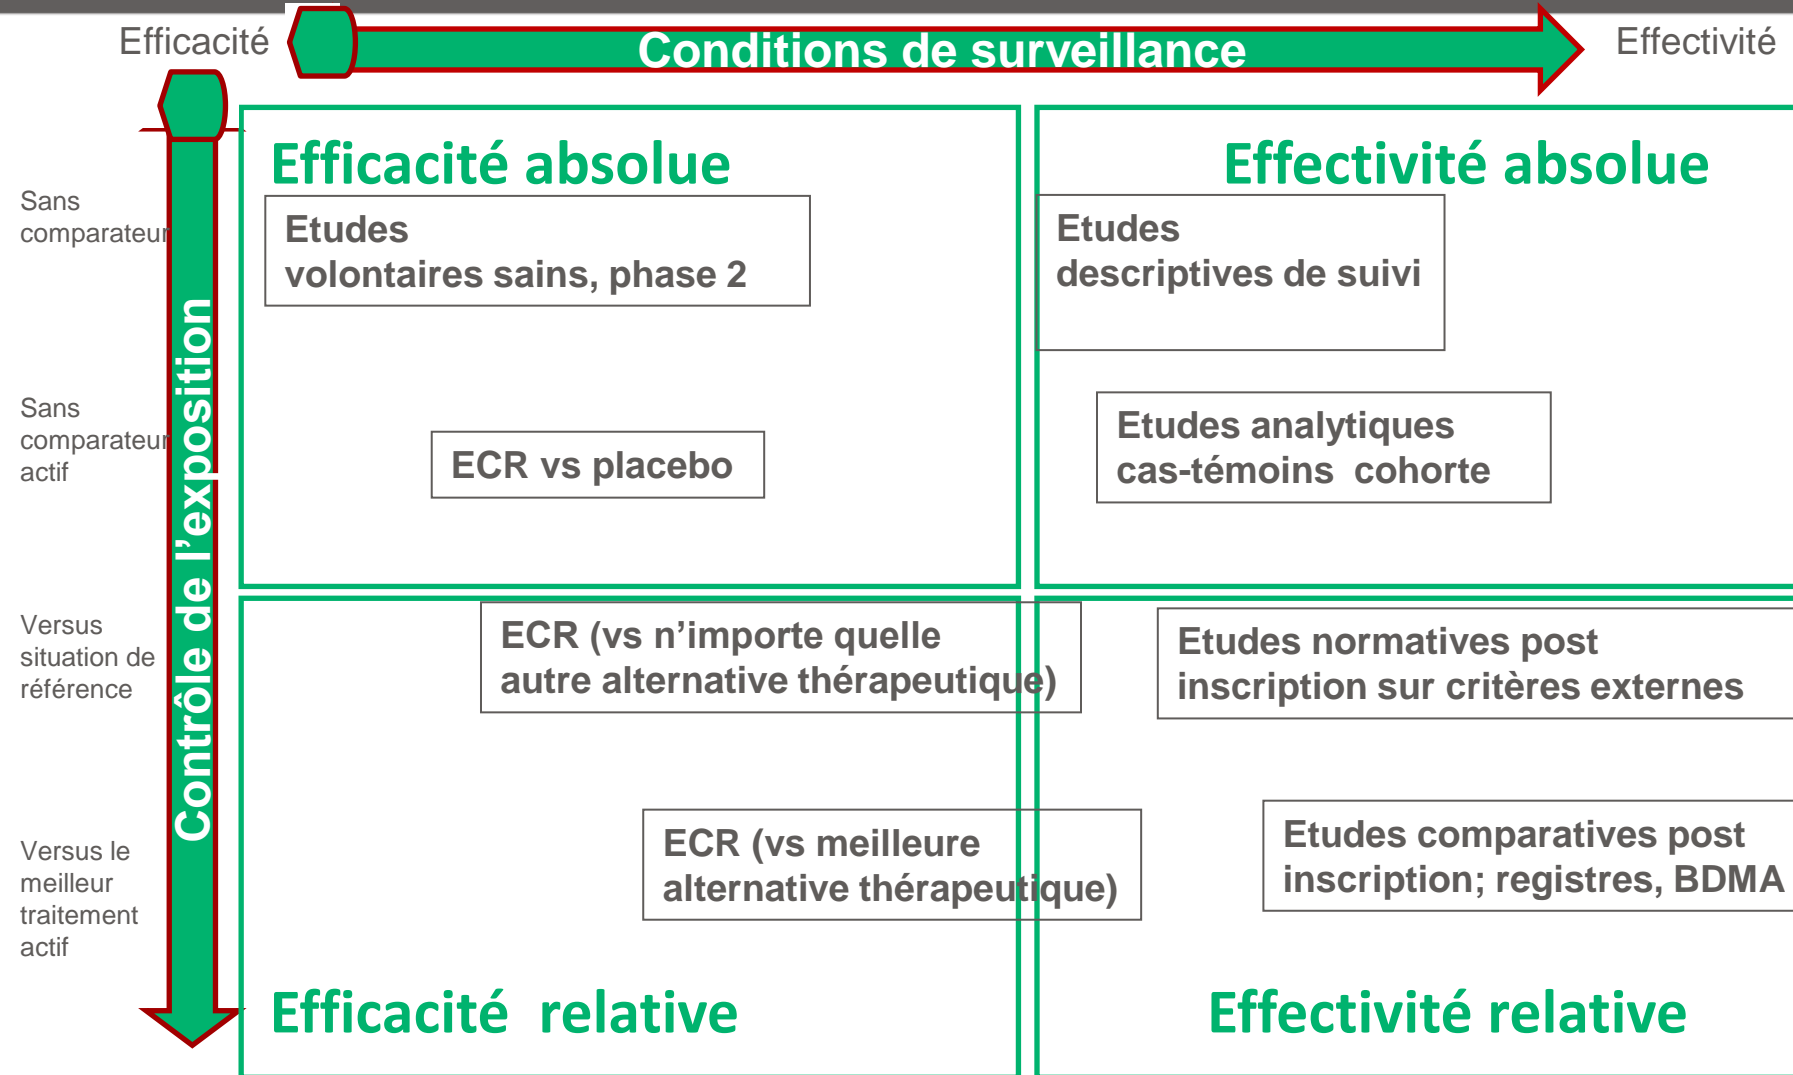 Efficacité
Conditions de surveillance
Effectivité
Efficacité absolue
Effectivité absolue
Sans
comparateur
Etudes
volontaires sains, phase 2
Etudes
descriptives de suivi
Contrôle de l'exposition
Sans
comparateur
actif
ECR vs placebo
Etudes analytiques
cas-témoins  cohorte
Versus
situation de
référence
ECR (vs n'importe quelle
autre alternative thérapeutique)
Etudes normatives post
inscription sur critères externes
Versus le
meilleur
traitement
actif
ECR (vs meilleure
alternative thérapeutique)
Etudes comparatives post
inscription; registres, BDMA
Efficacité  relative
Effectivité relative